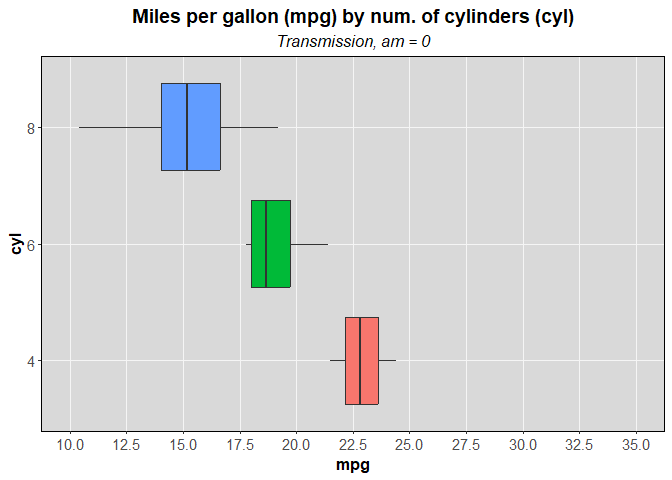 Miles per gallon (mpg) by num. of cylinders (cyl)
Transmission, am = 0
8
6
4
cyl
10.0 12.5 15.0 17.5 20.0 22.5 25.0 27.5 30.0 32.5 35.0
mpg